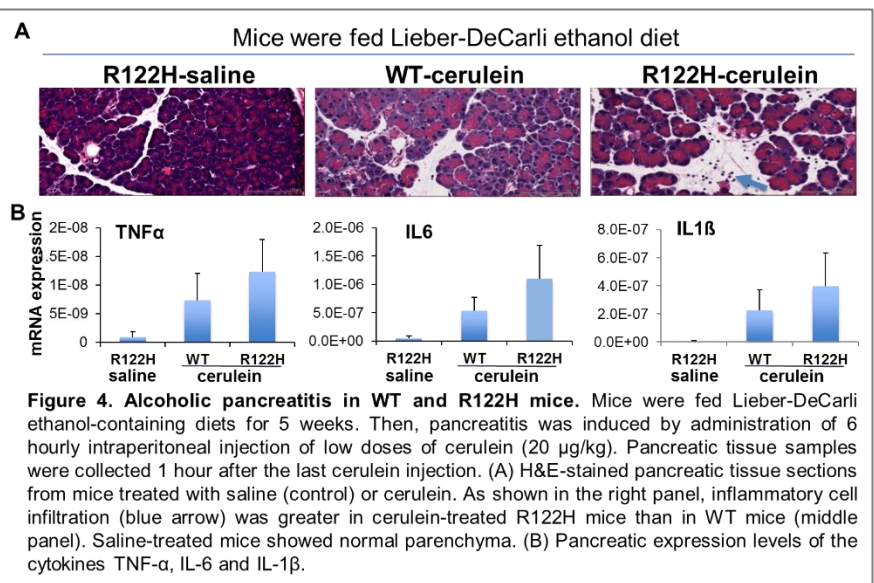 A
Mice were fed Lieber-DeCarli ethanol diet
R122H-saline
WT-cerulein
R122H-cerulein
B
mRNA expression
2E-08
.5E-08
1E-08
5E-09
0
TNFα
R122H
saline
WT
R122H
cerulein
1.5E-06
1.0E-06
5.0E-07
0.0E+00
IL6
R122H
saline
WT
R122H
cerulein
8.0E-07
6.0E-07
4.0E-07
2.0E-07
0.0E+00
IL1ß
R122H
saline
WT
R122H
cerulein
Figure 4. Alcoholic pancreatitis in WT and R122H mice. Mice were fed Lieber-DeCarli
ethanol-containing diets for 5 weeks. Then, pancreatitis was induced by administration of 6
hourly intraperitoneal injection of low doses of cerulein (20 µg/kg). Pancreatic tissue samples
were collected 1 hour after the last cerulein injection. (A) H&E-stained pancreatic tissue sections
from mice treated with saline (control) or cerulein. As shown in the right panel, inflammatory cell
infiltration (blue arrow) was greater in cerulein-treated R122H mice than in WT mice (middle
panel). Saline-treated mice showed normal parenchyma. (B) Pancreatic expression levels of the
cytokines TNF-α, IL-6 and IL-1β.